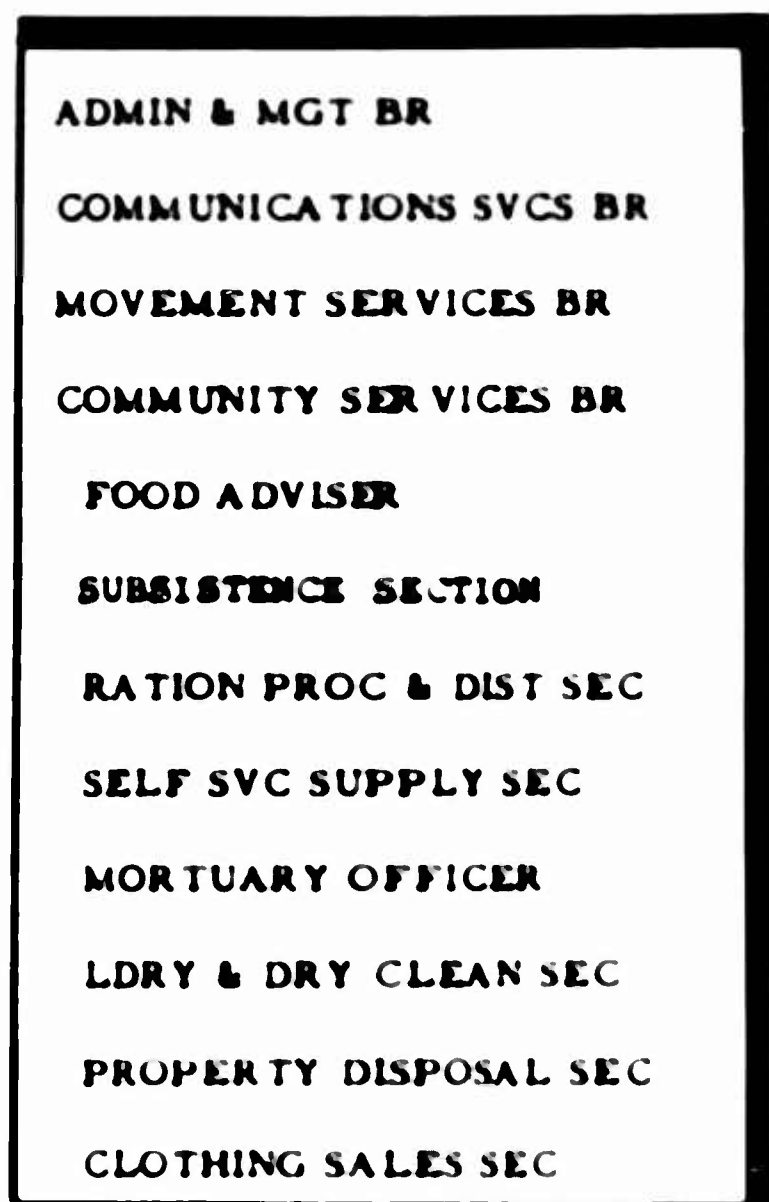 ADMIN & MGT BR
COMMUNICATIONS SVCS BR
MOVEMENT SERVICES BR
COMMUNITY SERVICES BR
FOOD ADVISER
SUBSISTENCE SECTION
RATION PROC & DIST SEC
SELF SVC SUPPLY SEC
MORTUARY OFFICER
LDRY & DRY CLEAN SEC
PROPERTY DISPOSAL SEC
CLOTHING SALES SEC